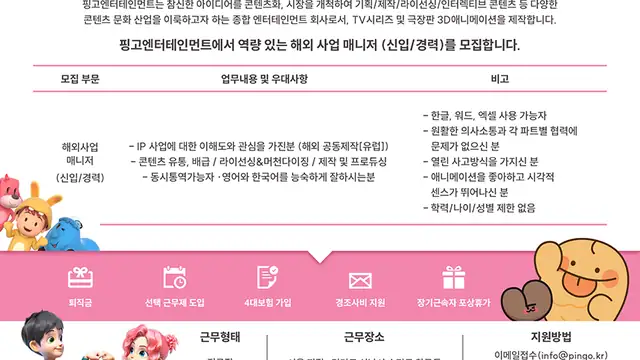 핑고엔터테인먼트는 참신한 아이디어를 콘텐츠화, 시장을 개척하여 기획/제작/라이선싱/인터렉티브 콘텐츠 등 다양한
콘텐츠 문화 산업을 이룩하고자 하는 종합 엔터테인먼트 회사로서, TV시리즈 및 극장판 3D애니메이션을 제작합니다.
핑고엔터테인먼트에서 역량 있는 해외 사업 매니저 (신입/경력)를 모집합니다.
모집 부문
업무내용 및 우대사항
비고
해외사업
매니저
(신입/경력)
– IP 사업에 대한 이해도와 관심을 가진분 (해외 공동제작[유럽])
– 콘텐츠 유통, 배급 / 라이선싱&머천다이징 / 제작 및 프로듀싱
– 동시통역가능자 ·영어와 한국어를 능숙하게 잘하시는분
– 한글, 워드, 엑셀 사용 가능자
– 원활한 의사소통과 각 파트별 협력에
문제가 없으신 분
– 열린 사고방식을 가지신 분
– 애니메이션을 좋아하고 시각적
센스가 뛰어나신 분
– 학력/나이/성별 제한 없음
퇴직금
선택 근무제 도입
4대보험 가입
경조사비 지원
장기근속자 포상휴가
근무형태
근무장소
지원방법
이메일접수(info@pingo.kr)